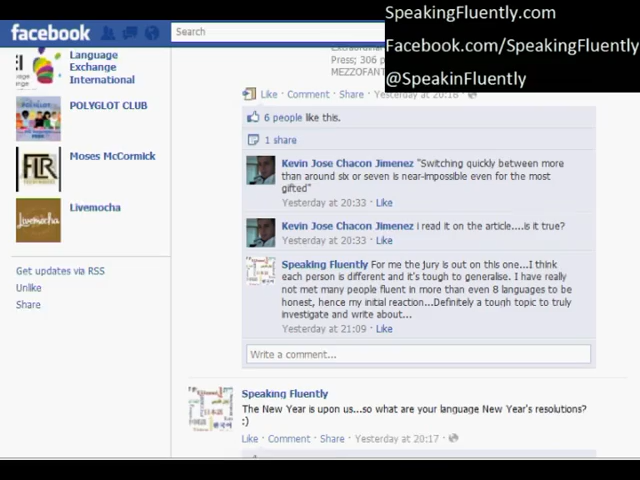 SpeakingFluently.com
Facebook.com/SpeakingFluently
@SpeakinFluently
facebook
Search
Language
Exchange
International
POLYGLOT CLUB
FLR
Moses McCormick
Livemocha
Livemocha
Get updates via RSS
Unlike
Share
Press; 306 p
MEZZOFANT
Like · Comment · Share · Yesterday at 20:16
6 people like this.
1 share
Kevin Jose Chacon Jimenez "Switching quickly between more
than around six or seven is near-impossible even for the most
gifted"
Yesterday at 20:33 · Like
Kevin Jose Chacon Jimenez i read it on the article....is it true?
Yesterday at 20:33 · Like
Speaking Fluently For me the jury is out on this one...I think
each person is different and it's tough to generalise. I have really
not met many people fluent in more than even 8 languages to be
honest, hence my initial reaction...Definitely a tough topic to truly
investigate and write about...
Yesterday at 21:09 · Like
Write a comment...
Speaking Fluently
The New Year is upon us...so what are your language New Year's resolutions?
:)
Like · Comment · Share · Yesterday at 20:17